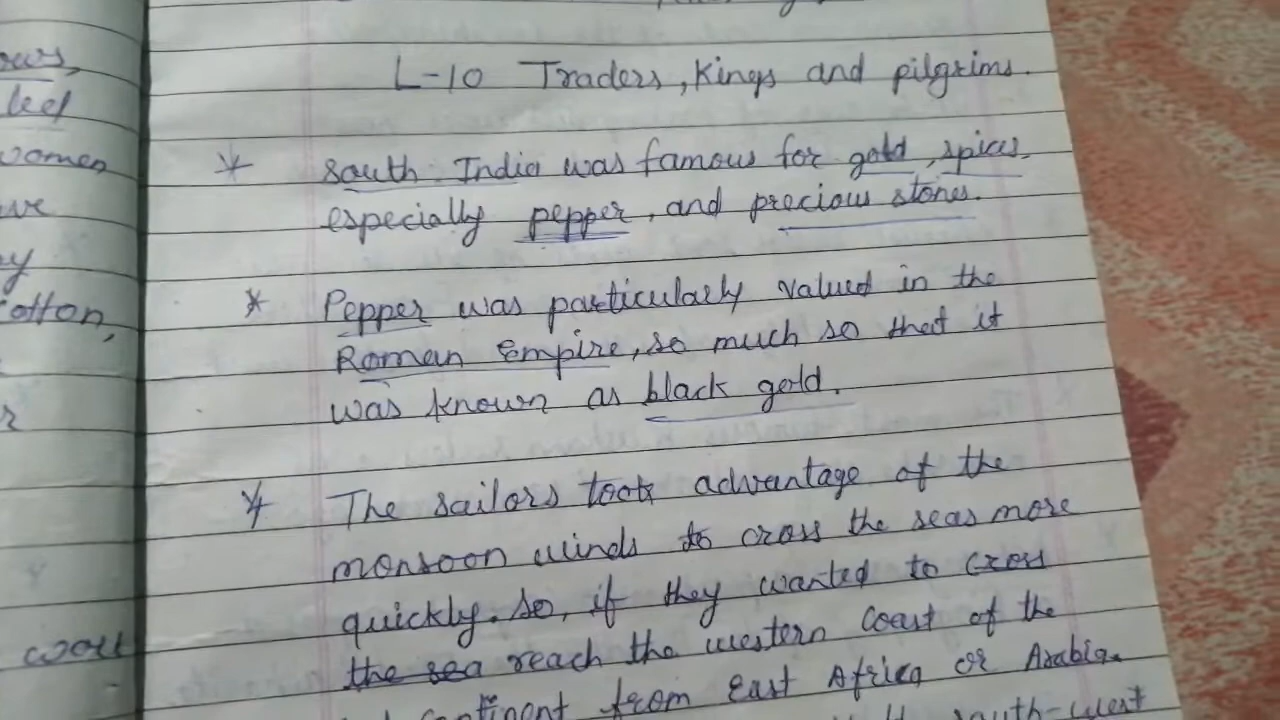 L-10 Traders, Kings and pilgrims.
* South India was famous for gold, spices,
especially pepper, and precious stones.
* Pepper was particularly valued in the
Roman Empire, so much so that it
was known as black gold.
* The sailors took advantage of the
monsoon winds to cross the seas more
quickly. So, if they wanted to cross
the sea reach the western coast of the
from East Africa or Arabia.
south-west